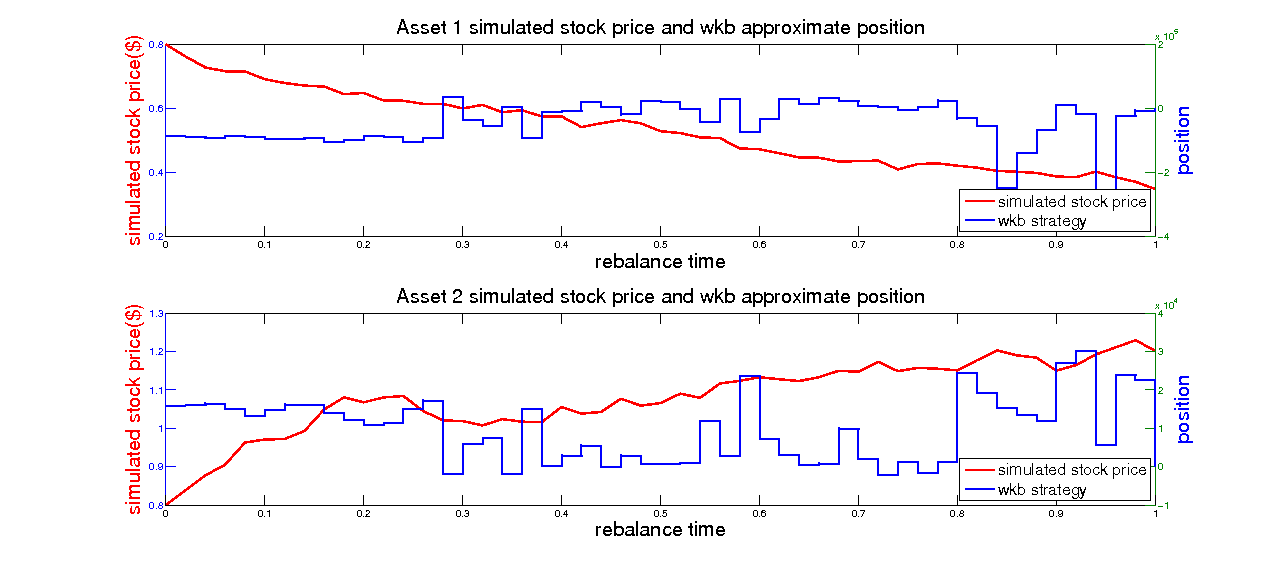 Asset 1 simulated stock price and wkb approximate position
x 10^5
0.8
0.6
0.4
0.2
simulated stock price($)
2
0
-2
-4
position
simulated stock price
wkb strategy
0 0.1 0.2 0.3 0.4 0.5 0.6 0.7 0.8 0.9 1
rebalance time
Asset 2 simulated stock price and wkb approximate position
x 10^4
1.3
1.2
1.1
1
0.9
0.8
simulated stock price($)
4
3
2
1
0
-1
position
simulated stock price
wkb strategy
0 0.1 0.2 0.3 0.4 0.5 0.6 0.7 0.8 0.9 1
rebalance time